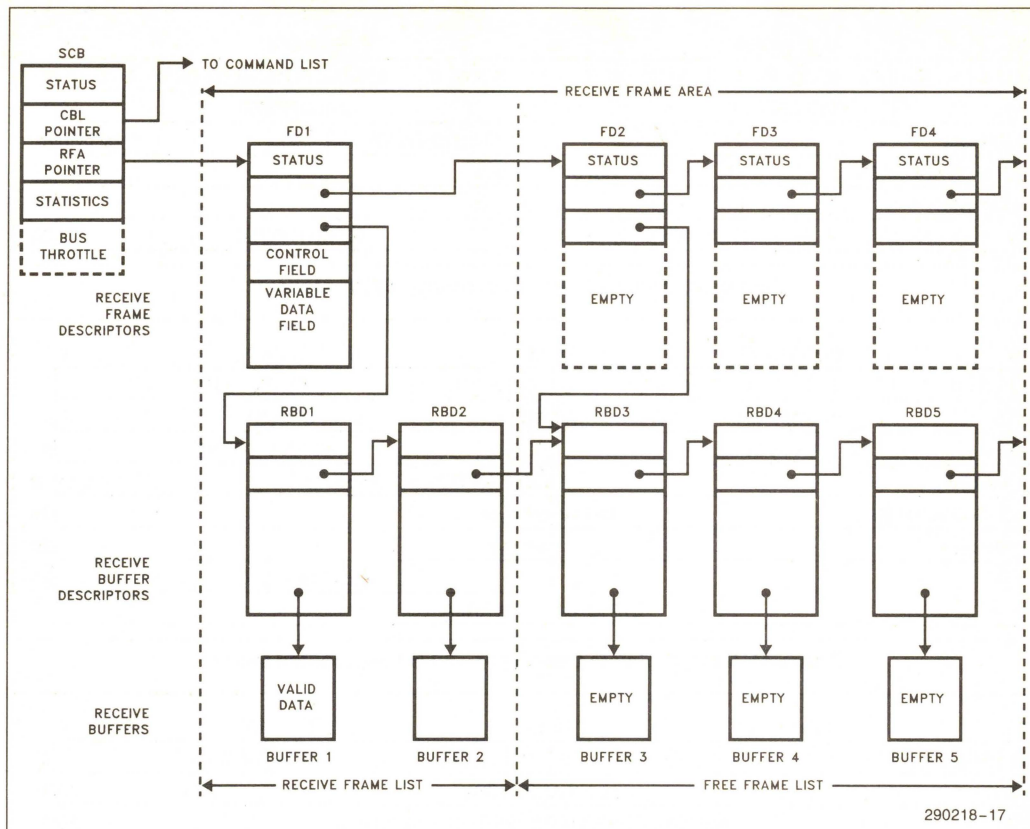 SCB
STATUS
CBL
POINTER
RFA
POINTER
STATISTICS
BUS
THROTTLE
TO COMMAND LIST
RECEIVE FRAME AREA
FD1
STATUS
CONTROL
FIELD
VARIABLE
DATA
FIELD
FD2
STATUS
EMPTY
FD3
STATUS
EMPTY
FD4
STATUS
EMPTY
RECEIVE
FRAME
DESCRIPTORS
RBD1
RBD2
RBD3
RBD4
RBD5
RECEIVE
BUFFER
DESCRIPTORS
RECEIVE
BUFFERS
VALID
DATA
EMPTY
EMPTY
EMPTY
BUFFER 1
BUFFER 2
BUFFER 3
BUFFER 4
BUFFER 5
RECEIVE FRAME LIST
FREE FRAME LIST
290218-17